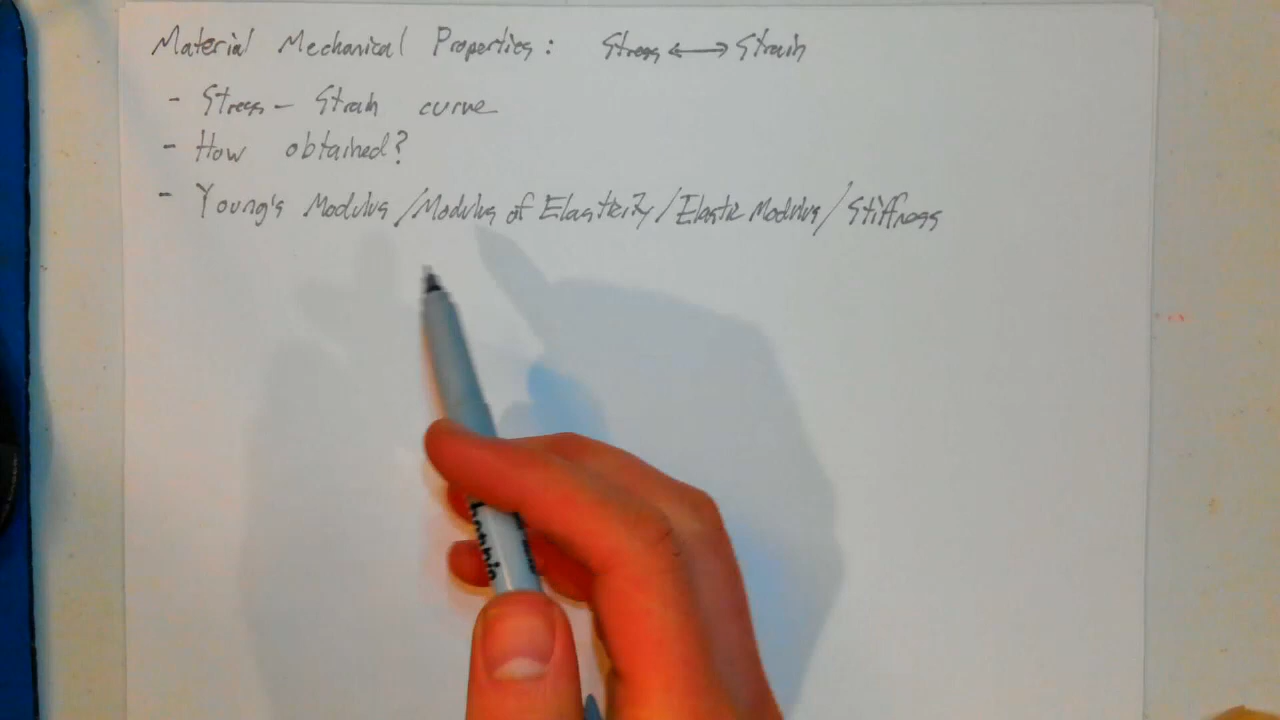 Material Mechanical Properties: Stress ⟷ Strain
- Stress - Strain curve
- How obtained?
- Young's Modulus / Modulus of Elasticity / Elastic Modulus / Stiffness